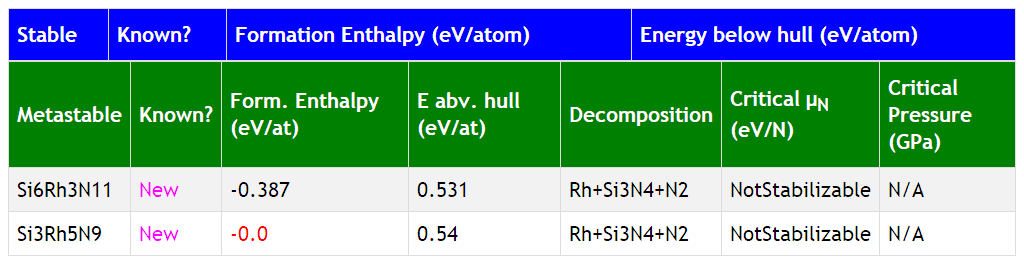 Stable Known? Formation Enthalpy (eV/atom) Energy below hull (eV/atom)
Metastable Known? Form. Enthalpy (eV/at) E abv. hull (eV/at) Decomposition Critical μN (eV/N) Critical Pressure (GPa)
Si6Rh3N11 New -0.387 0.531 Rh+Si3N4+N2 NotStabilizable N/A
Si3Rh5N9 New -0.0 0.54 Rh+Si3N4+N2 NotStabilizable N/A